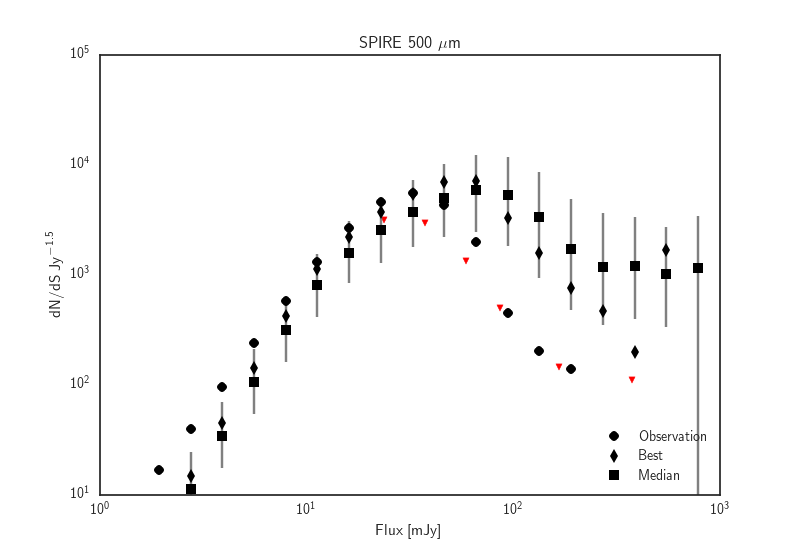 SPIRE 500 μm
dN/dS Jy^−1.5
10^5
10^4
10^3
10^2
10^1
Observation
Best
Median
10^0 10^1 10^2 10^3
Flux [mJy]